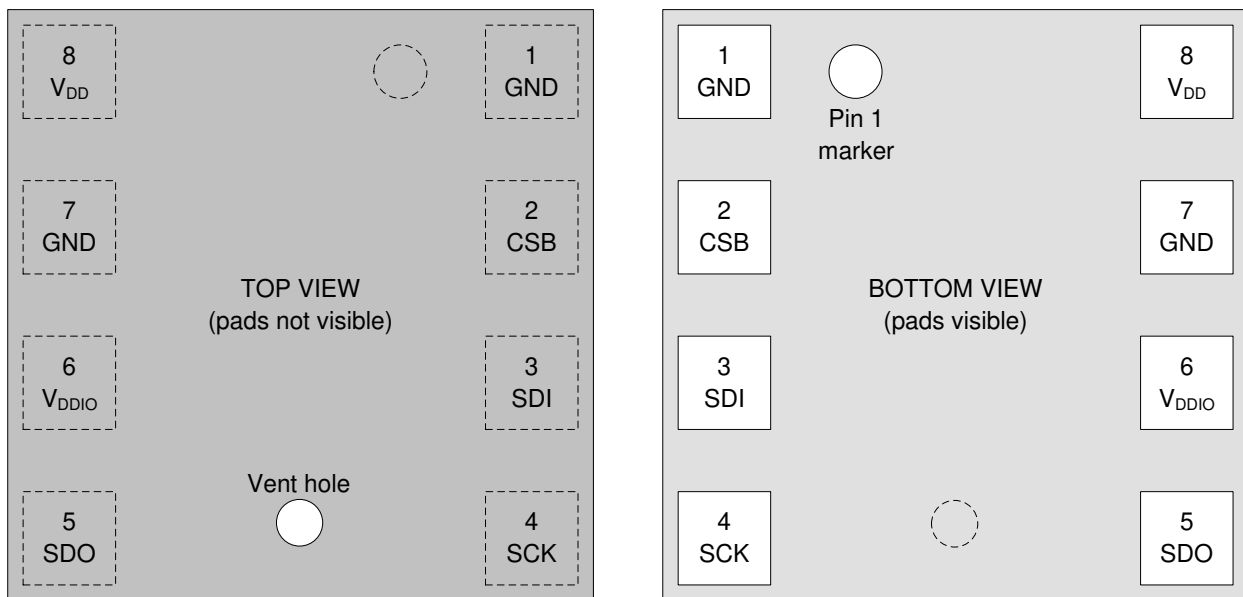 8
VDD
1
GND
7
GND
2
CSB
TOP VIEW
(pads not visible)
6
VDDIO
3
SDI
Vent hole
5
SDO
4
SCK
1
GND
Pin 1
marker
8
VDD
2
CSB
7
GND
BOTTOM VIEW
(pads visible)
3
SDI
6
VDDIO
4
SCK
5
SDO